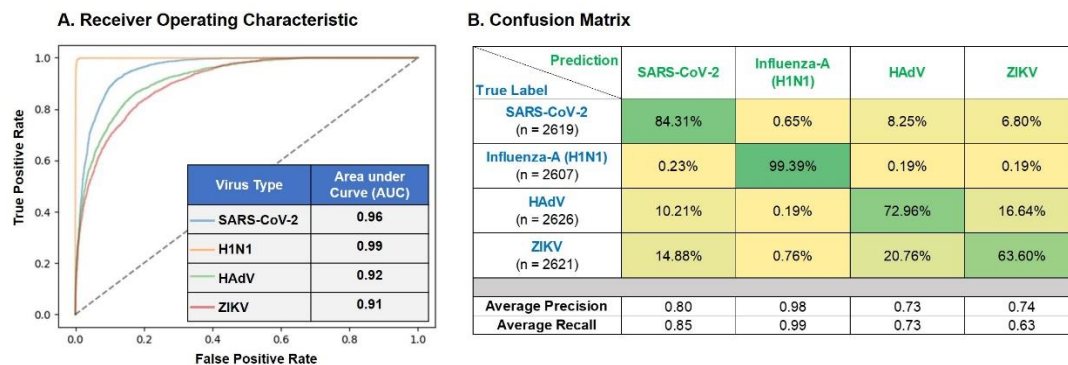 A. Receiver Operating Characteristic
True Positive Rate
1.0
0.8
0.6
0.4
0.2
0.0
0.0 0.2 0.4 0.6 0.8 1.0
False Positive Rate
Virus Type Area under Curve (AUC)
SARS-CoV-2 0.96
H1N1 0.99
HAdV 0.92
ZIKV 0.91
B. Confusion Matrix
Prediction
True Label
SARS-CoV-2 Influenza-A (H1N1) HAdV ZIKV
SARS-CoV-2 (n = 2619) 84.31% 0.65% 8.25% 6.80%
Influenza-A (H1N1) (n = 2607) 0.23% 99.39% 0.19% 0.19%
HAdV (n = 2626) 10.21% 0.19% 72.96% 16.64%
ZIKV (n = 2621) 14.88% 0.76% 20.76% 63.60%
Average Precision 0.80 0.98 0.73 0.74
Average Recall 0.85 0.99 0.73 0.63